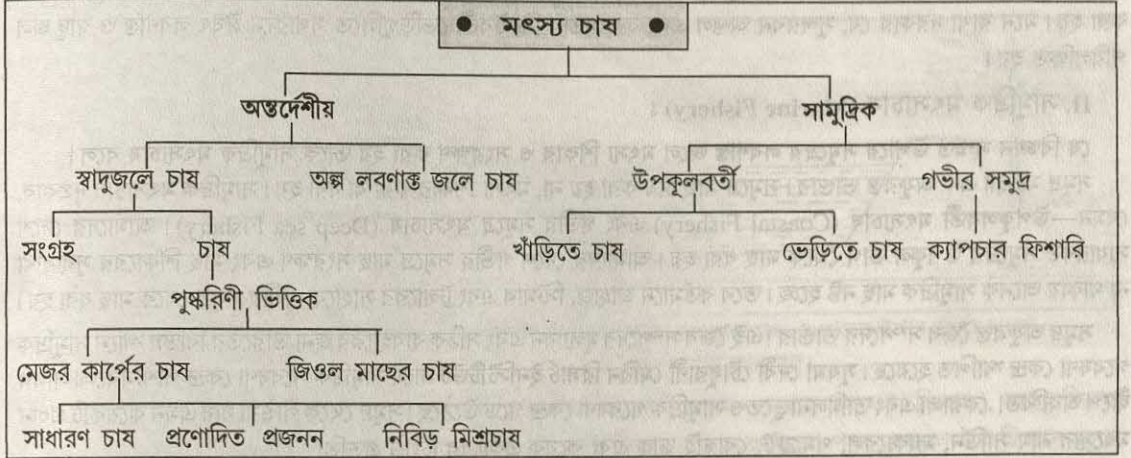 ● মৎস্য চাষ ●
অন্তর্দেশীয় সামুদ্রিক
স্বাদুজলে চাষ অল্প লবণাক্ত জলে চাষ উপকূলবর্তী গভীর সমুদ্র
সংগ্রহ চাষ খাঁড়িতে চাষ ভেড়িতে চাষ ক্যাপচার ফিশারি
পুষ্করিণী ভিত্তিক
মেজর কার্পের চাষ জিওল মাছের চাষ
সাধারণ চাষ প্রণোদিত প্রজনন নিবিড় মিশ্রচাষ